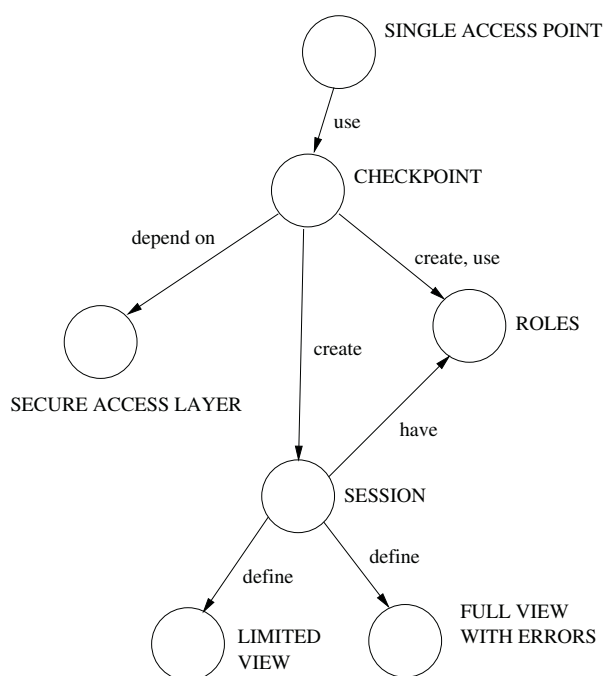 SINGLE ACCESS POINT
use
CHECKPOINT
depend on
create, use
ROLES
create
SECURE ACCESS LAYER
have
SESSION
define
define
LIMITED
VIEW
FULL VIEW
WITH ERRORS